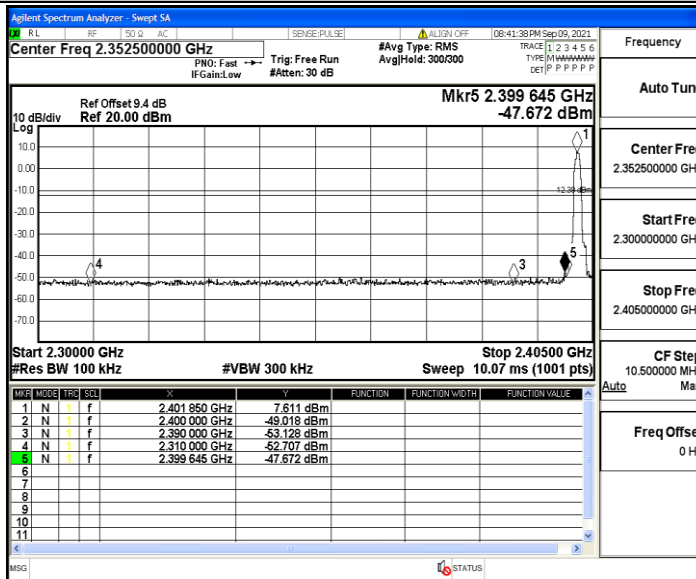 Agilent Spectrum Analyzer - Swept SA
LXI RL RF 50 Ω AC SENSE:PULSE ALIGN OFF 08:41:38 PM Sep 09, 2021
Center Freq 2.352500000 GHz
PNO: Fast
IFGain:Low
Trig: Free Run
#Atten: 30 dB
#Avg Type: RMS
Avg|Hold: 300/300
TRACE 1 2 3 4 5 6
TYPE M
DET P P P P P P
Ref Offset 9.4 dB
10 dB/div Ref 20.00 dBm
Log
Mkr5 2.399 645 GHz
-47.672 dBm
10.0
0.00
-10.0
-20.0
-30.0
-40.0
-50.0
-60.0
-70.0
1
-12.39 dBm
4
3
5
Start 2.30000 GHz Stop 2.40500 GHz
#Res BW 100 kHz #VBW 300 kHz Sweep 10.07 ms (1001 pts)
MKR MODE TRC SCL X Y FUNCTION FUNCTION WIDTH FUNCTION VALUE
1 N 1 f 2.401 850 GHz 7.611 dBm
2 N 1 f 2.400 000 GHz -49.018 dBm
3 N 1 f 2.390 000 GHz -53.128 dBm
4 N 1 f 2.310 000 GHz -52.707 dBm
5 N 1 f 2.399 645 GHz -47.672 dBm
6
7
8
9
10
11
MSG STATUS
Frequency
Auto Tun
Center Fre
2.352500000 GH
Start Fre
2.300000000 GH
Stop Fre
2.405000000 GH
CF Ste
10.500000 MH
Auto Ma
Freq Offse
0 H